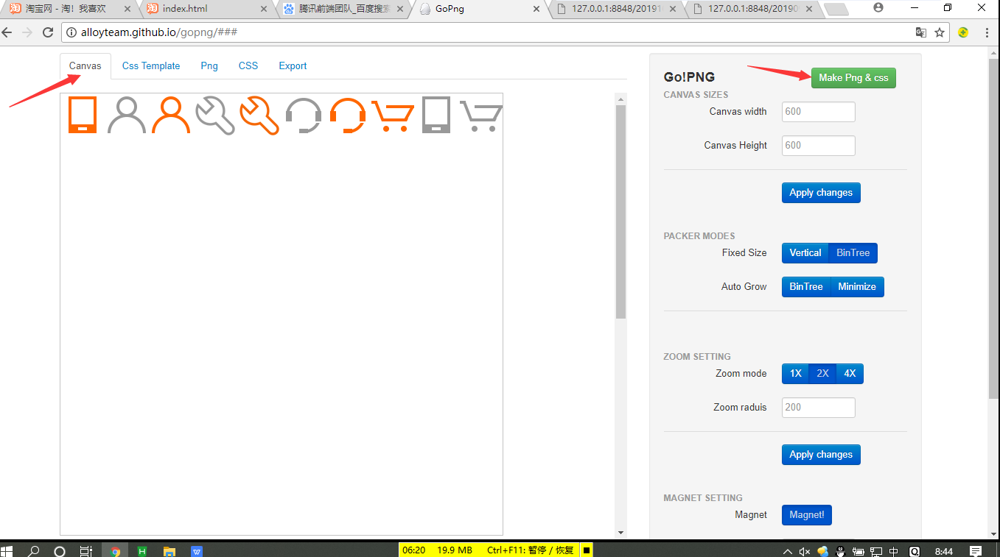 淘 淘宝网 - 淘！我喜欢
淘 index.html
腾讯前端团队_百度搜索
GoPng
127.0.0.1:8848/20191
127.0.0.1:8848/20190
alloyteam.github.io/gopng/###
Canvas
Css Template
Png
CSS
Export
Go!PNG
Make Png & css
CANVAS SIZES
Canvas width 600
Canvas Height 600
Apply changes
PACKER MODES
Fixed Size Vertical BinTree
Auto Grow BinTree Minimize
ZOOM SETTING
Zoom mode 1X 2X 4X
Zoom raduis 200
Apply changes
MAGNET SETTING
Magnet Magnet!
06:20 19.9 MB Ctrl+F11: 暂停 / 恢复
中
8:44